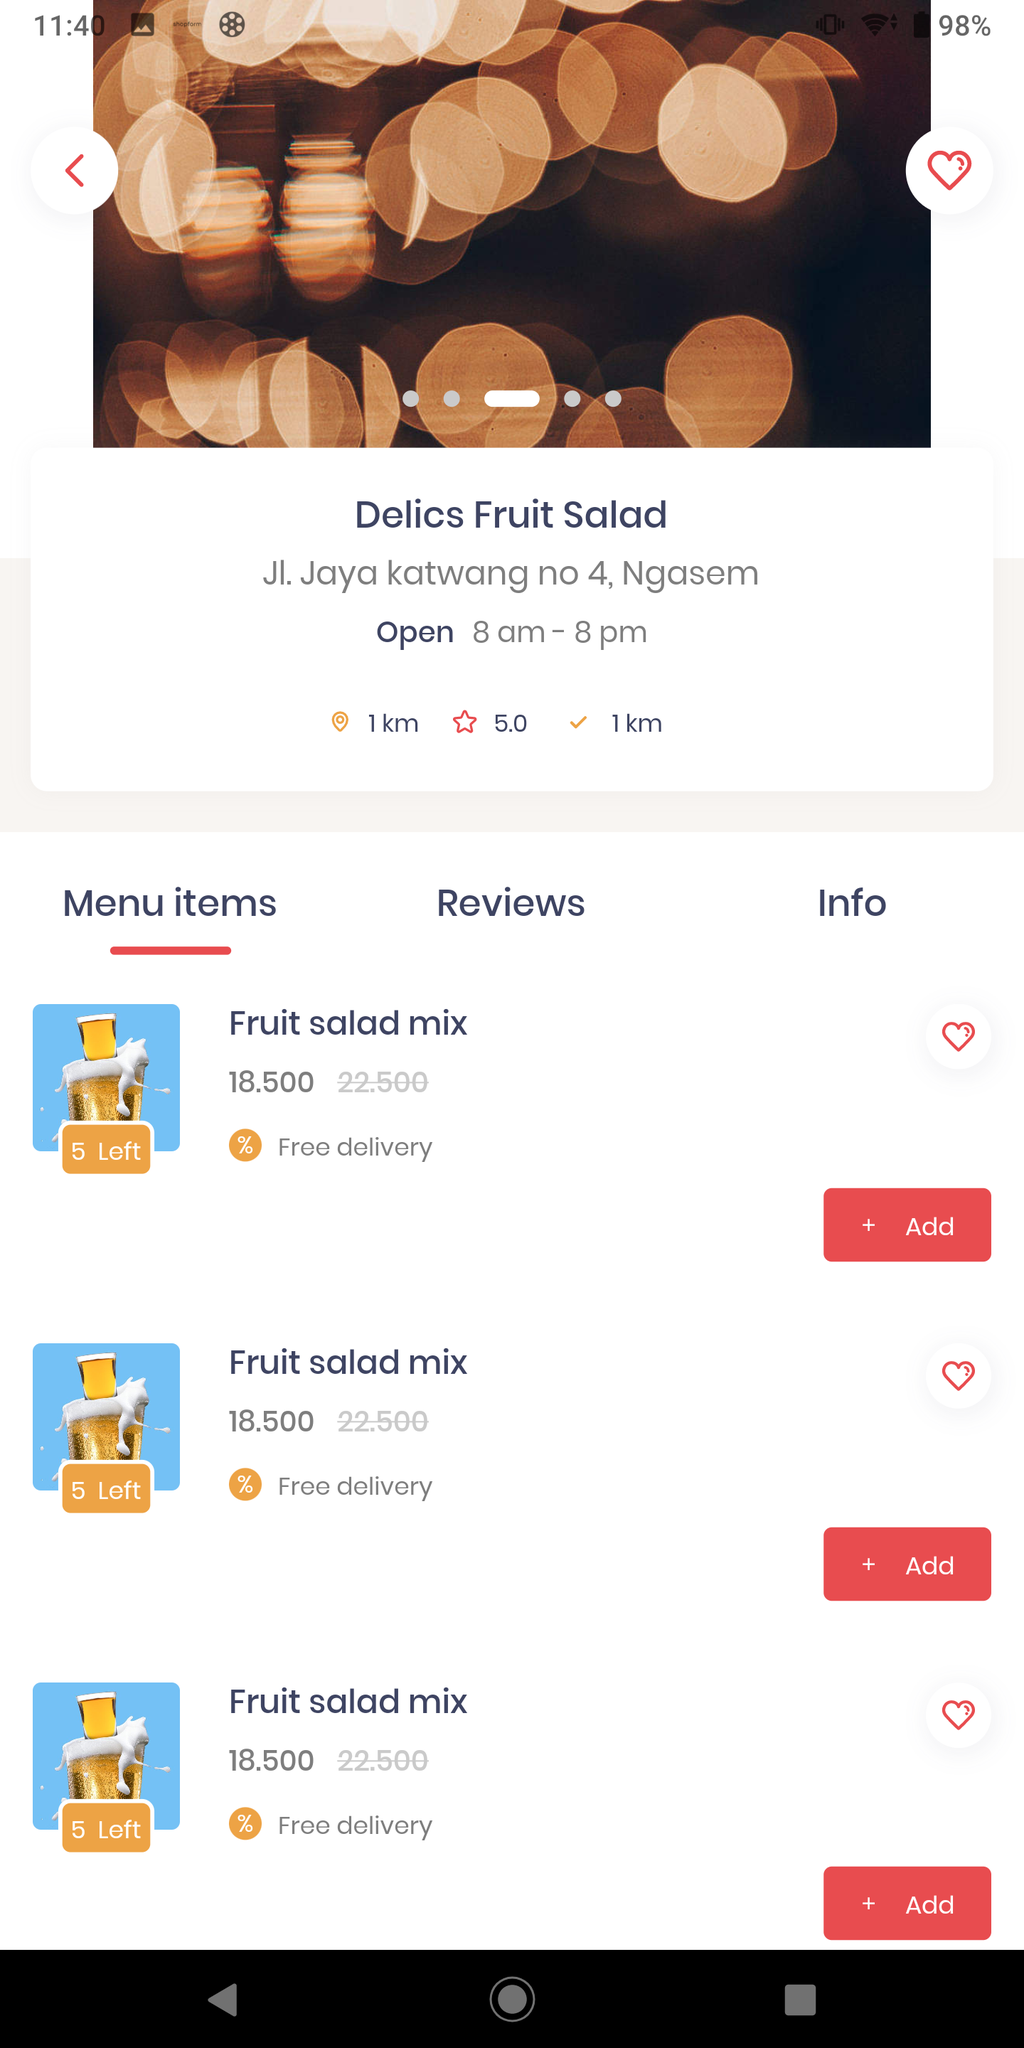 11:40
98%
Delics Fruit Salad
Jl. Jaya katwang no 4, Ngasem
Open 8 am - 8 pm
1 km 5.0 1 km
Menu items Reviews Info
Fruit salad mix
18.500 22.500
% Free delivery
5 Left
+ Add
Fruit salad mix
18.500 22.500
% Free delivery
5 Left
+ Add
Fruit salad mix
18.500 22.500
% Free delivery
5 Left
+ Add